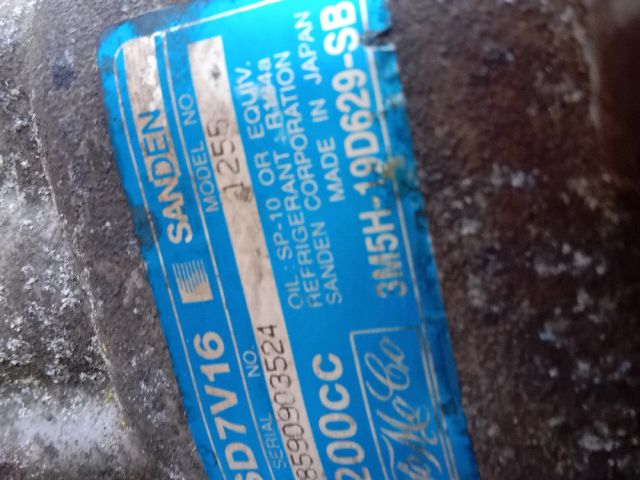 SANDEN
SD7V16
MODEL NO.
1255
SERIAL NO.
8590903524
OIL: SP-10 OR EQUIV.
REFRIGERANT: R134a
SANDEN CORPORATION
MADE IN JAPAN
200CC
3M5H-19D629-SB
MoCo